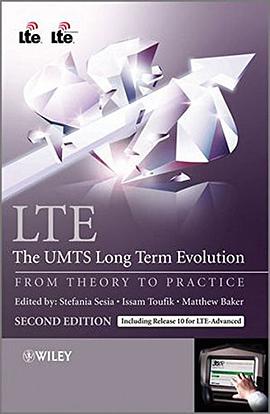 LTE LTE
LTE
The UMTS Long Term Evolution
FROM THEORY TO PRACTICE
Edited by: Stefania Sesia • Issam Toufik • Matthew Baker
SECOND EDITION Including Release 10 for LTE-Advanced
WILEY